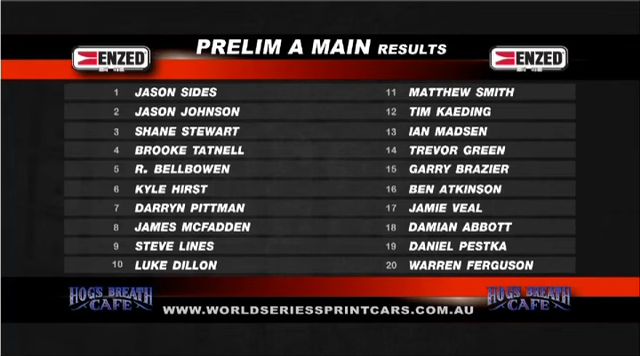 PRELIM A MAIN RESULTS
ENZED
ENZED
1 JASON SIDES
2 JASON JOHNSON
3 SHANE STEWART
4 BROOKE TATNELL
5 R. BELLBOWEN
6 KYLE HIRST
7 DARRYN PITTMAN
8 JAMES MCFADDEN
9 STEVE LINES
10 LUKE DILLON
11 MATTHEW SMITH
12 TIM KAEDING
13 IAN MADSEN
14 TREVOR GREEN
15 GARRY BRAZIER
16 BEN ATKINSON
17 JAMIE VEAL
18 DAMIAN ABBOTT
19 DANIEL PESTKA
20 WARREN FERGUSON
HOG'S BREATH
CAFE
HOG'S BREATH
CAFE
WWW.WORLDSERIESSPRINTCARS.COM.AU